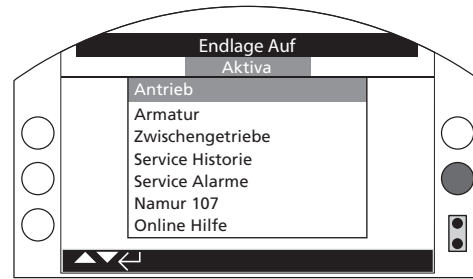 Endlage Auf
Aktiva
Antrieb
Armatur
Zwischengetriebe
Service Historie
Service Alarme
Namur 107
Online Hilfe